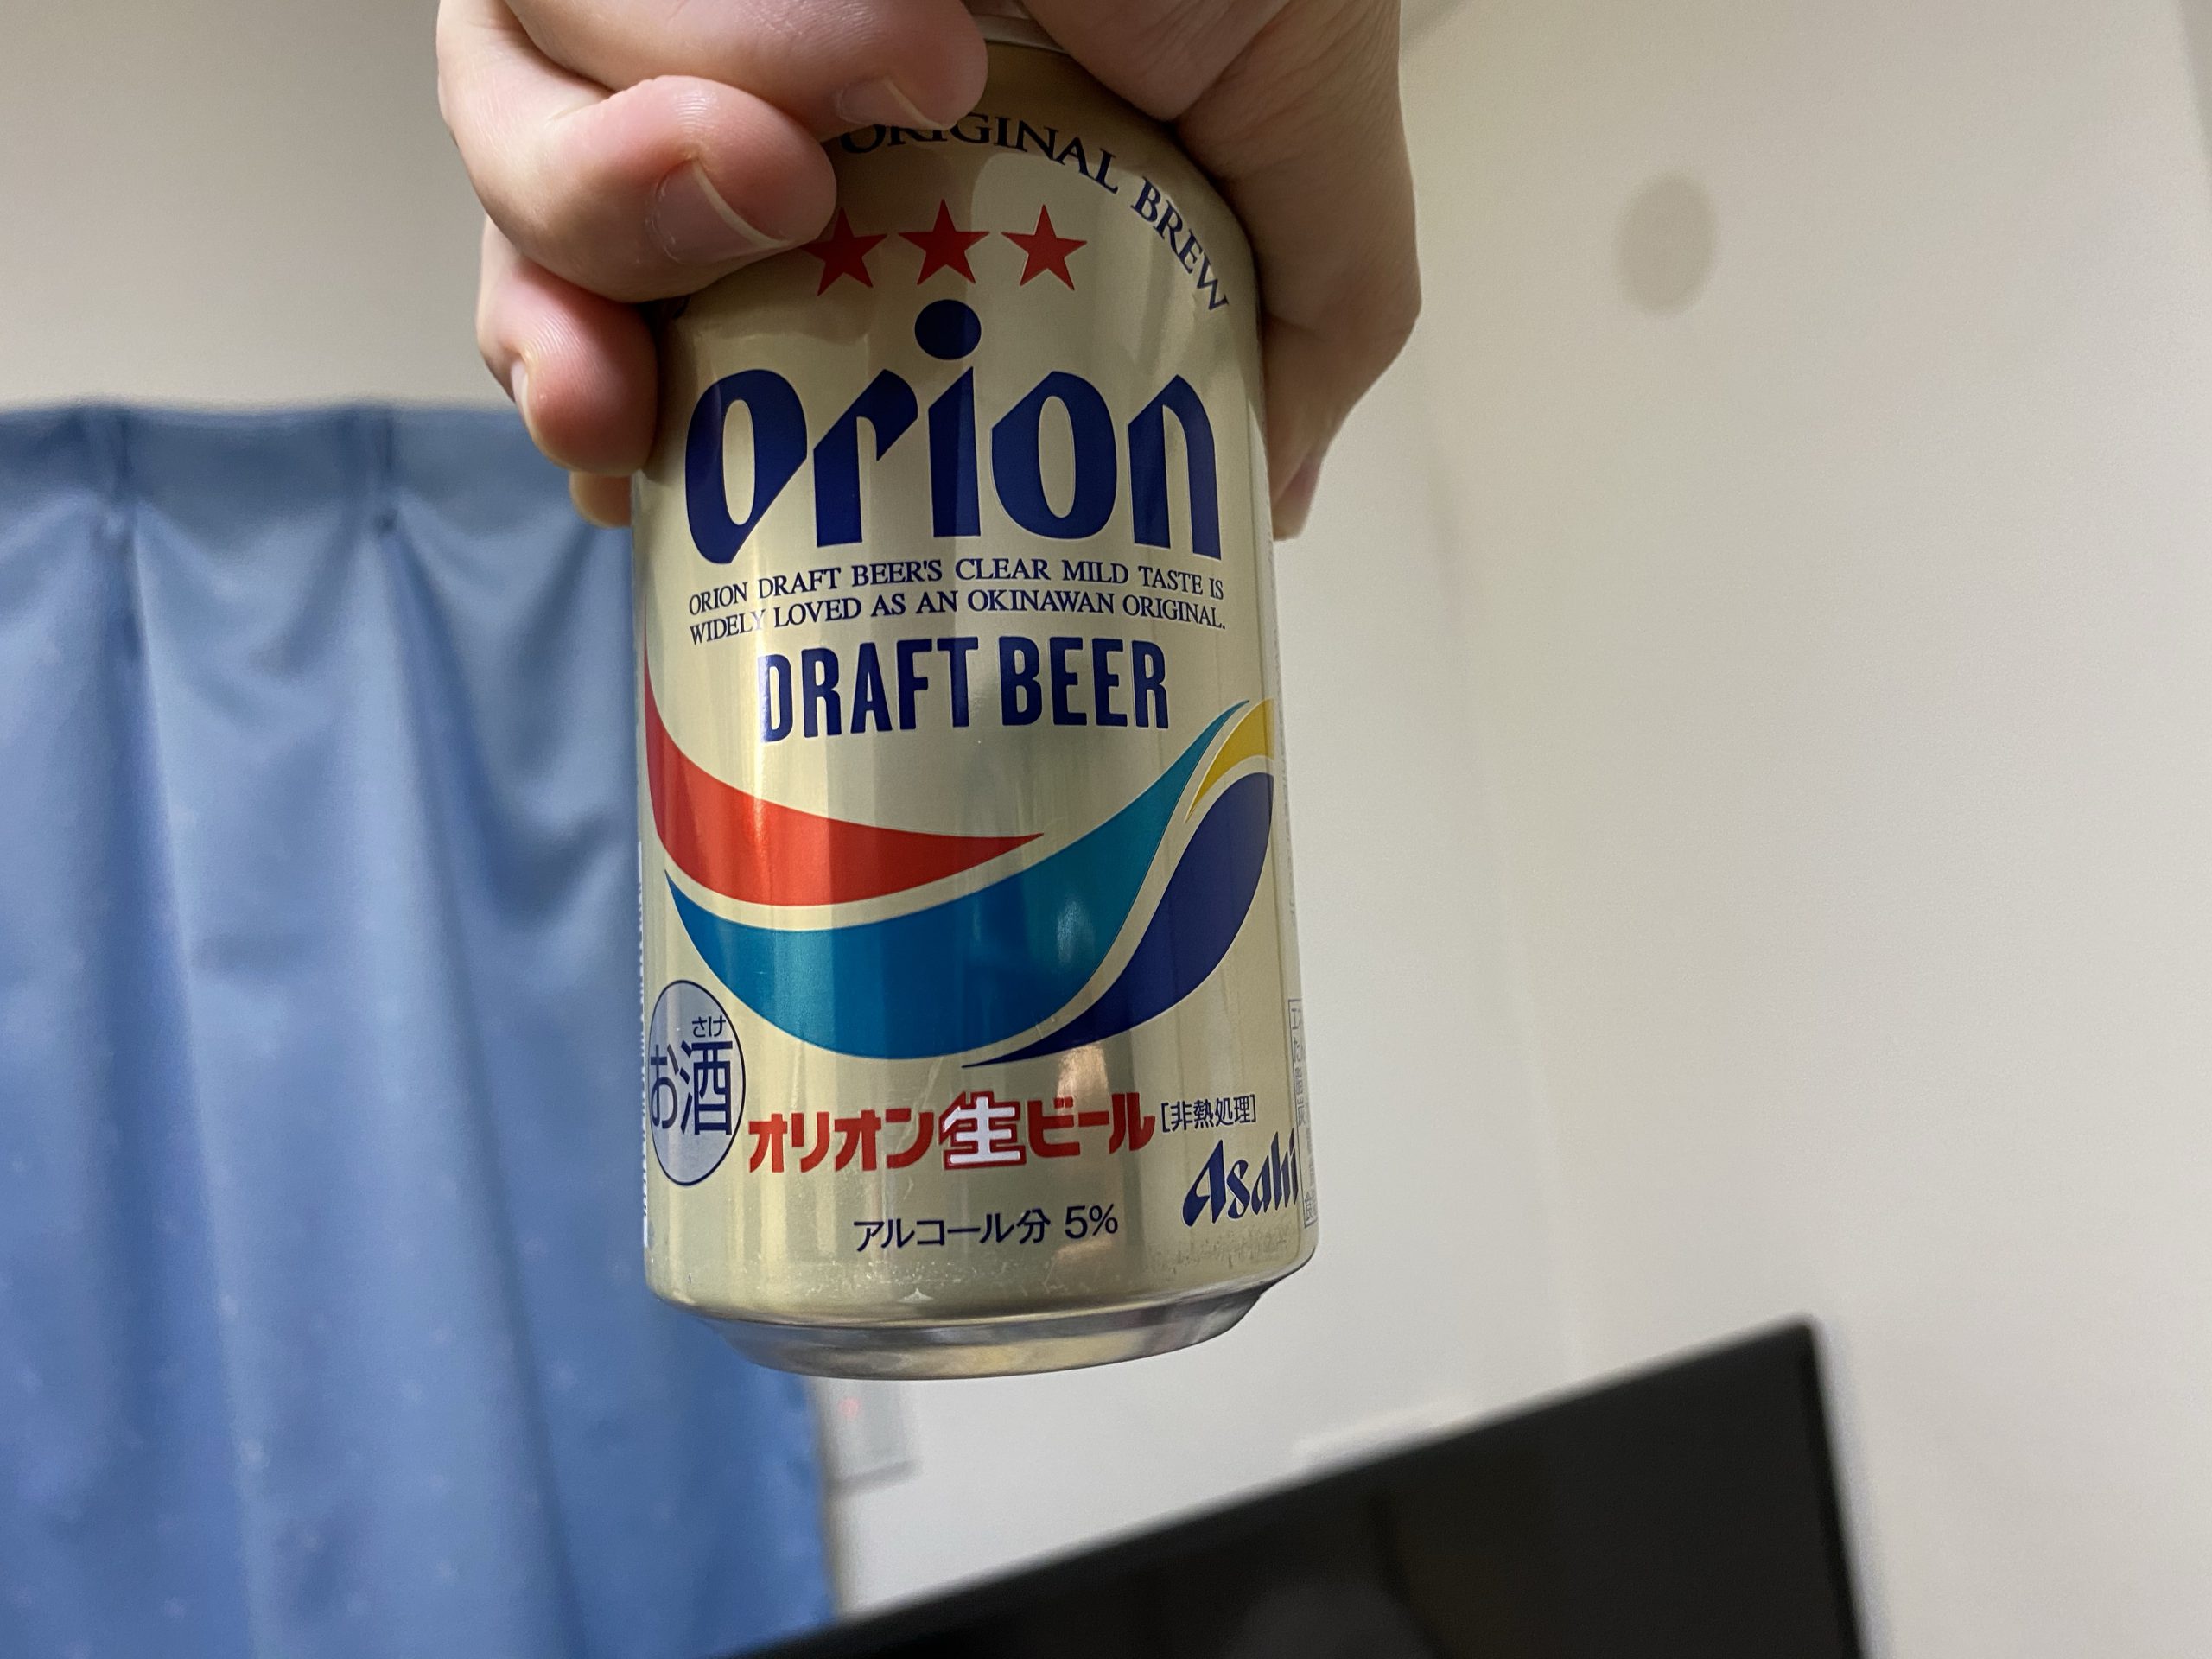 ORIGINAL BREW
orion
ORION DRAFT BEER'S CLEAR MILD TASTE IS
WIDELY LOVED AS AN OKINAWAN ORIGINAL.
DRAFT BEER
さけ
お酒
オリオン生ビール[非熱処理]
Asahi
アルコール分 5%